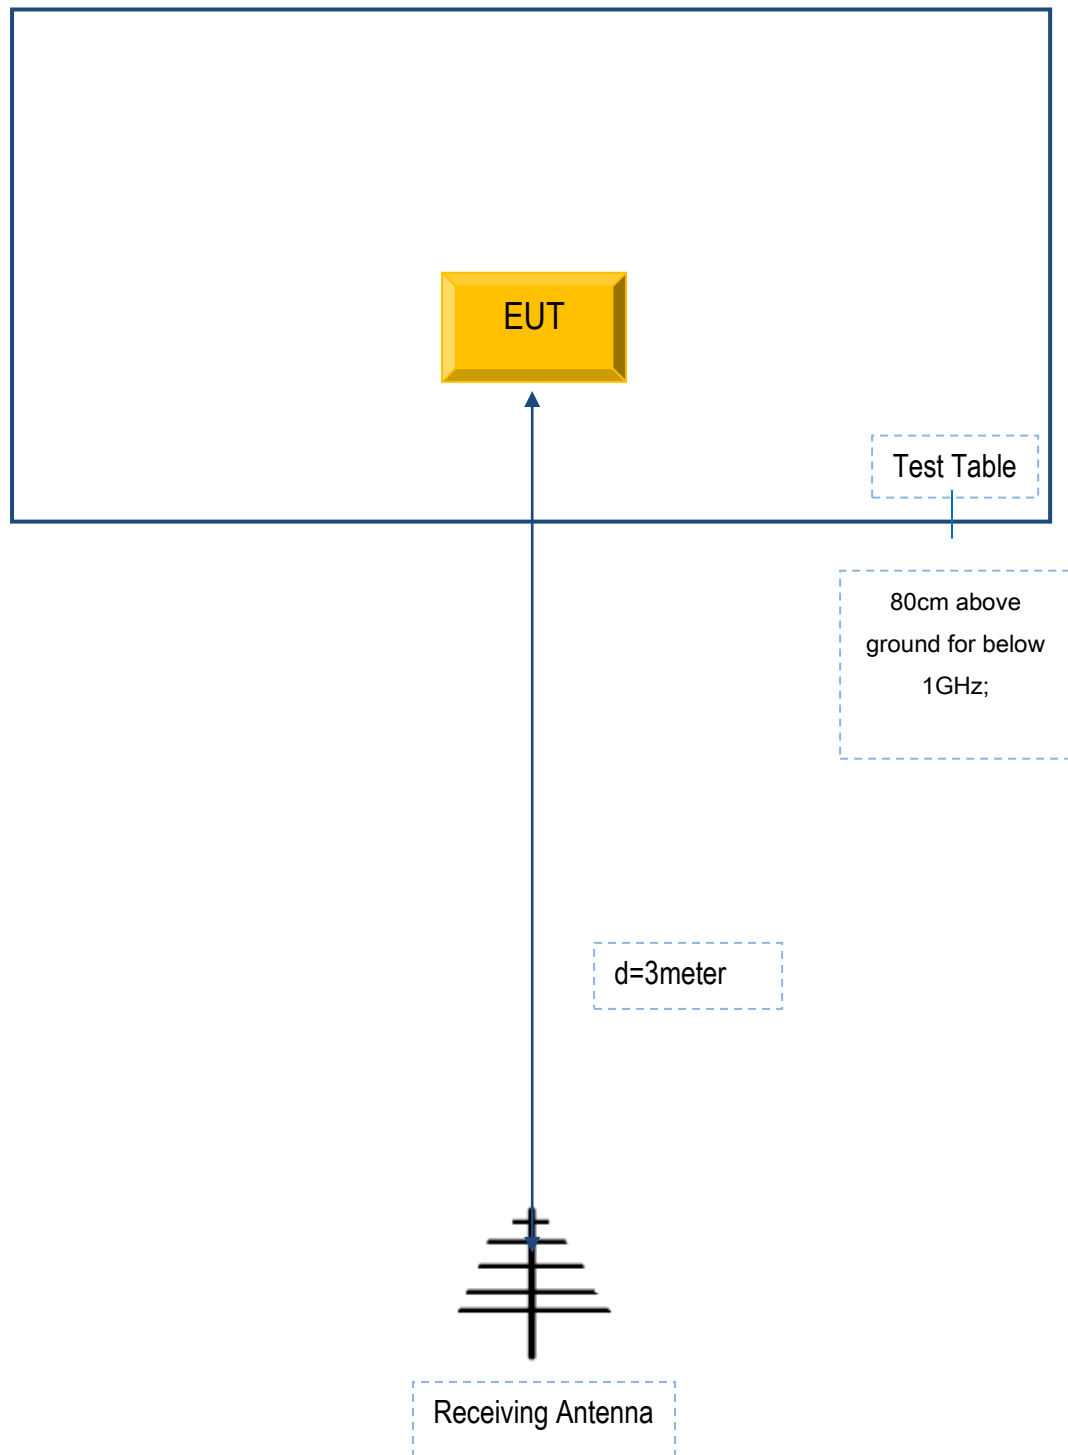 EUT
Test Table
80cm above
ground for below
1GHz;
d=3meter
Receiving Antenna